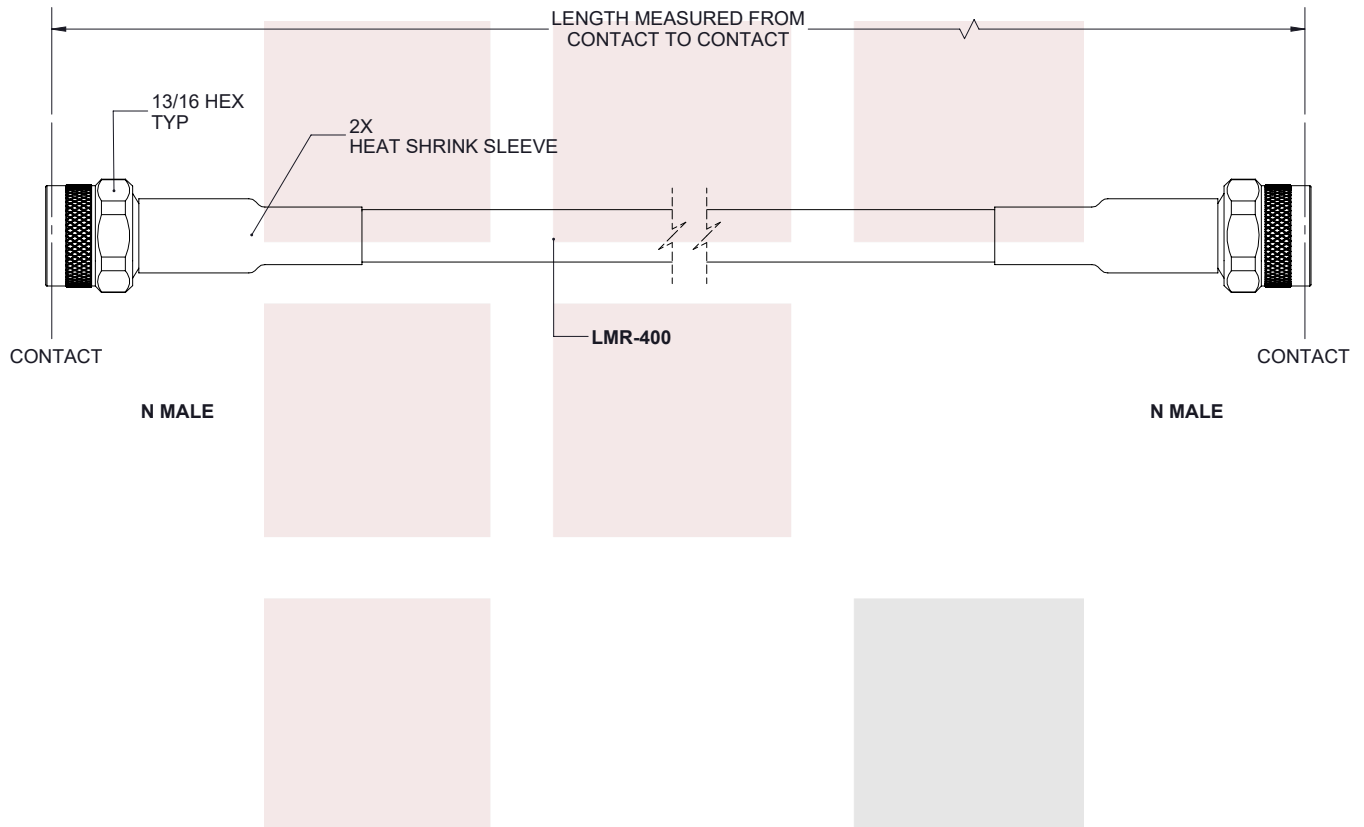 LENGTH MEASURED FROM
CONTACT TO CONTACT
13/16 HEX
TYP
2X
HEAT SHRINK SLEEVE
LMR-400
CONTACT
CONTACT
N MALE
N MALE